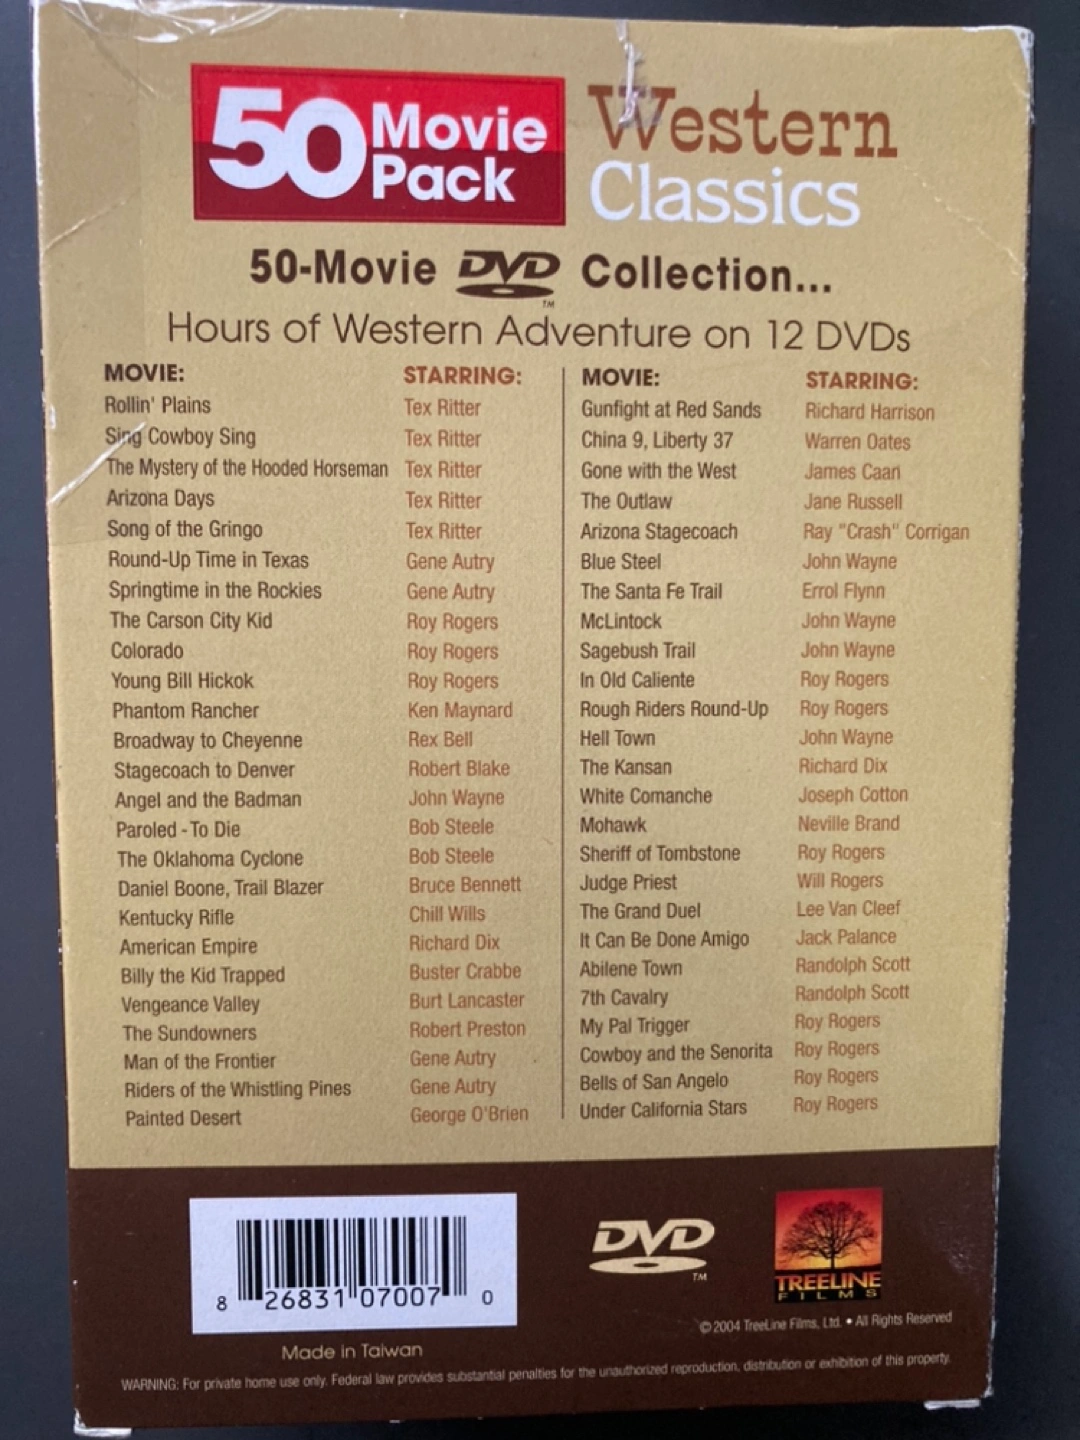 50 Movie Pack
Western Classics
50-Movie DVD™ Collection...
Hours of Western Adventure on 12 DVDs
MOVIE: STARRING:
Rollin' Plains Tex Ritter
Sing Cowboy Sing Tex Ritter
The Mystery of the Hooded Horseman Tex Ritter
Arizona Days Tex Ritter
Song of the Gringo Tex Ritter
Round-Up Time in Texas Gene Autry
Springtime in the Rockies Gene Autry
The Carson City Kid Roy Rogers
Colorado Roy Rogers
Young Bill Hickok Roy Rogers
Phantom Rancher Ken Maynard
Broadway to Cheyenne Rex Bell
Stagecoach to Denver Robert Blake
Angel and the Badman John Wayne
Paroled - To Die Bob Steele
The Oklahoma Cyclone Bob Steele
Daniel Boone, Trail Blazer Bruce Bennett
Kentucky Rifle Chill Wills
American Empire Richard Dix
Billy the Kid Trapped Buster Crabbe
Vengeance Valley Burt Lancaster
The Sundowners Robert Preston
Man of the Frontier Gene Autry
Riders of the Whistling Pines Gene Autry
Painted Desert George O'Brien
MOVIE: STARRING:
Gunfight at Red Sands Richard Harrison
China 9, Liberty 37 Warren Oates
Gone with the West James Caan
The Outlaw Jane Russell
Arizona Stagecoach Ray "Crash" Corrigan
Blue Steel John Wayne
The Santa Fe Trail Errol Flynn
McLintock John Wayne
Sagebush Trail John Wayne
In Old Caliente Roy Rogers
Rough Riders Round-Up Roy Rogers
Hell Town John Wayne
The Kansan Richard Dix
White Comanche Joseph Cotton
Mohawk Neville Brand
Sheriff of Tombstone Roy Rogers
Judge Priest Will Rogers
The Grand Duel Lee Van Cleef
It Can Be Done Amigo Jack Palance
Abilene Town Randolph Scott
7th Cavalry Randolph Scott
My Pal Trigger Roy Rogers
Cowboy and the Senorita Roy Rogers
Bells of San Angelo Roy Rogers
Under California Stars Roy Rogers
8 26831 07007 0
Made in Taiwan
DVD™
TREELINE
FILMS
©2004 TreeLine Films, Ltd. • All Rights Reserved
WARNING: For private home use only. Federal law provides substantial penalties for the unauthorized reproduction, distribution or exhibition of this property.